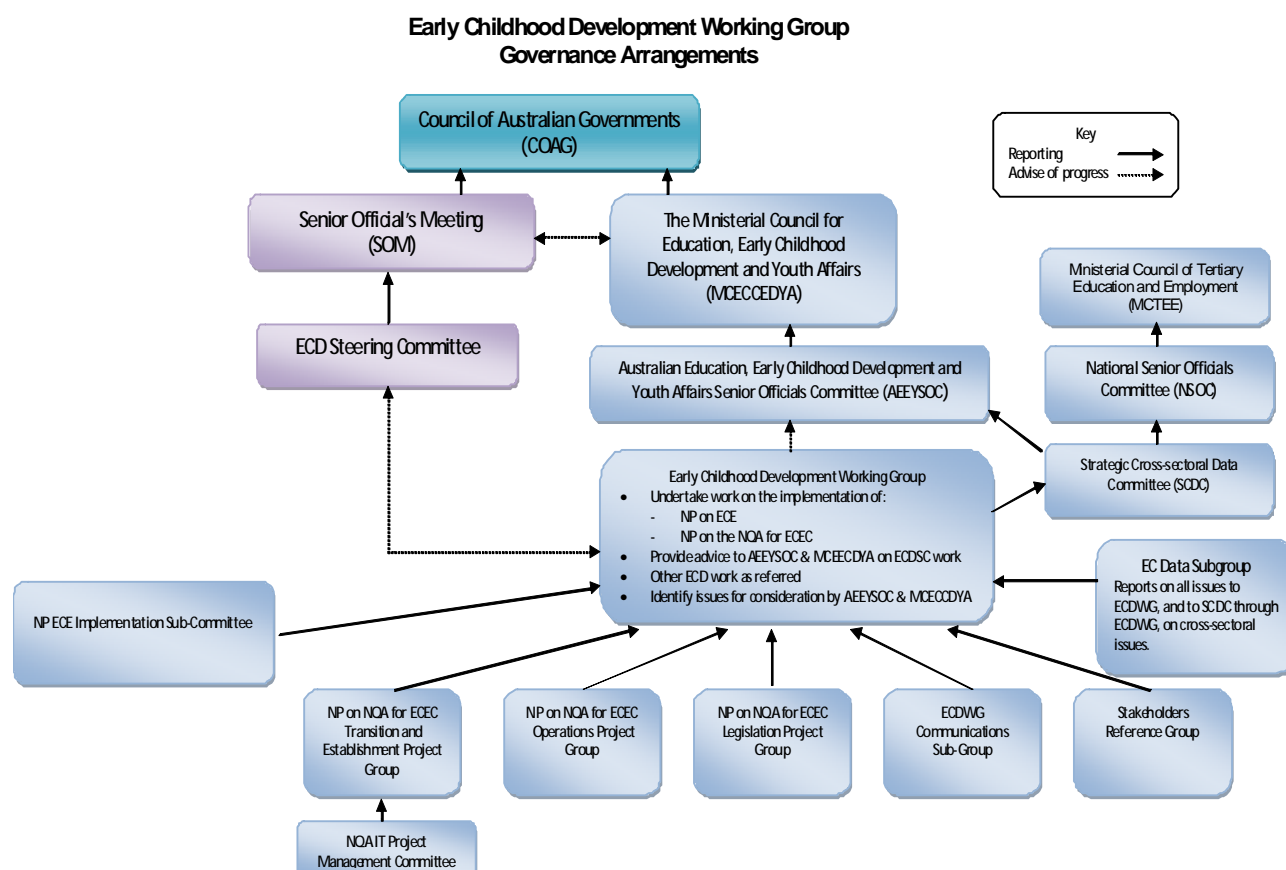 Early Childhood Development Working Group
Governance Arrangements
Council of Australian Governments
(COAG)
Key
Reporting
Advise of progress
Senior Official's Meeting
(SOM)
The Ministerial Council for
Education, Early Childhood
Development and Youth Affairs
(MCECCEDYA)
Ministerial Council of Tertiary
Education and Employment
(MCTEE)
ECD Steering Committee
Australian Education, Early Childhood Development and
Youth Affairs Senior Officials Committee (AEEYSOC)
National Senior Officials
Committee (NSOC)
Early Childhood Development Working Group
• Undertake work on the implementation of:
- NP on ECE
- NP on the NQA for ECEC
• Provide advice to AEEYSOC & MCEECDYA on ECDSC work
• Other ECD work as referred
• Identify issues for consideration by AEEYSOC & MCECCDYA
Strategic Cross-sectoral Data
Committee (SCDC)
EC Data Subgroup
Reports on all issues to
ECDWG, and to SCDC through
ECDWG, on cross-sectoral
issues.
NP ECE Implementation Sub-Committee
NP on NQA for ECEC
Transition and
Establishment Project
Group
NP on NQA for ECEC
Operations Project
Group
NP on NQA for ECEC
Legislation Project
Group
ECDWG
Communications
Sub-Group
Stakeholders
Reference Group
NQA IT Project
Management Committee